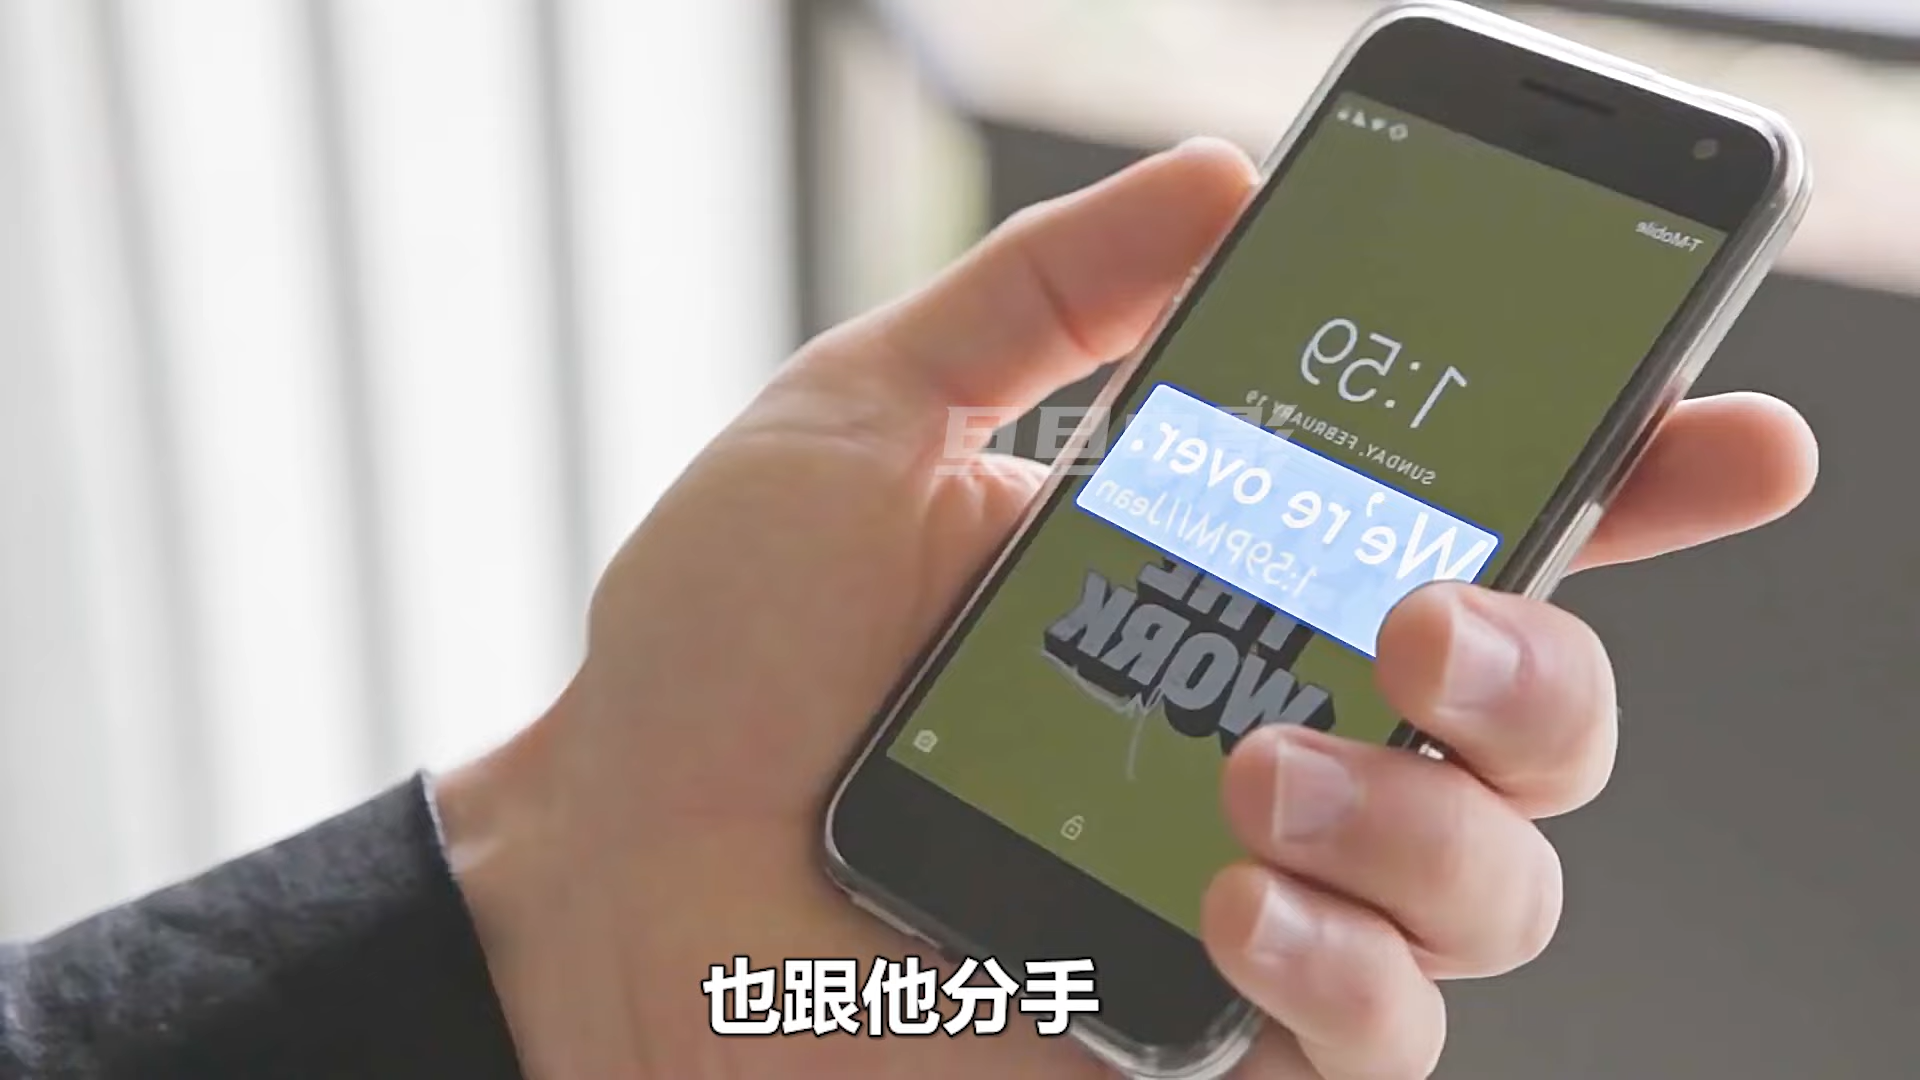 T-Mobile
1:59
SUNDAY, FEBRUARY 19
We're over.
1:59PM//Jean
THE
WORK
也跟他分手